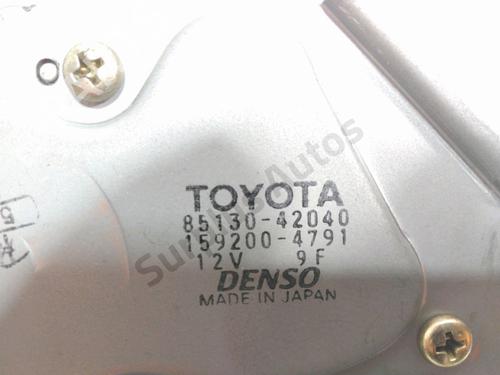 TOYOTA
85130-42040
159200-4791
12V 9F
DENSO
MADE IN JAPAN